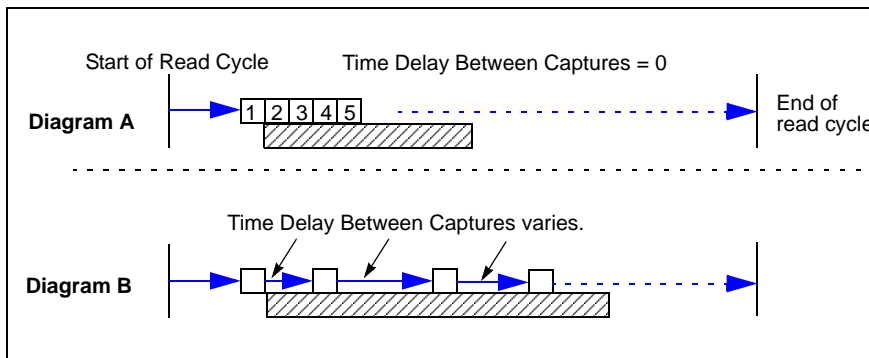 Start of Read Cycle
Time Delay Between Captures = 0
Diagram A
1 2 3 4 5
End of
read cycle
Time Delay Between Captures varies.
Diagram B